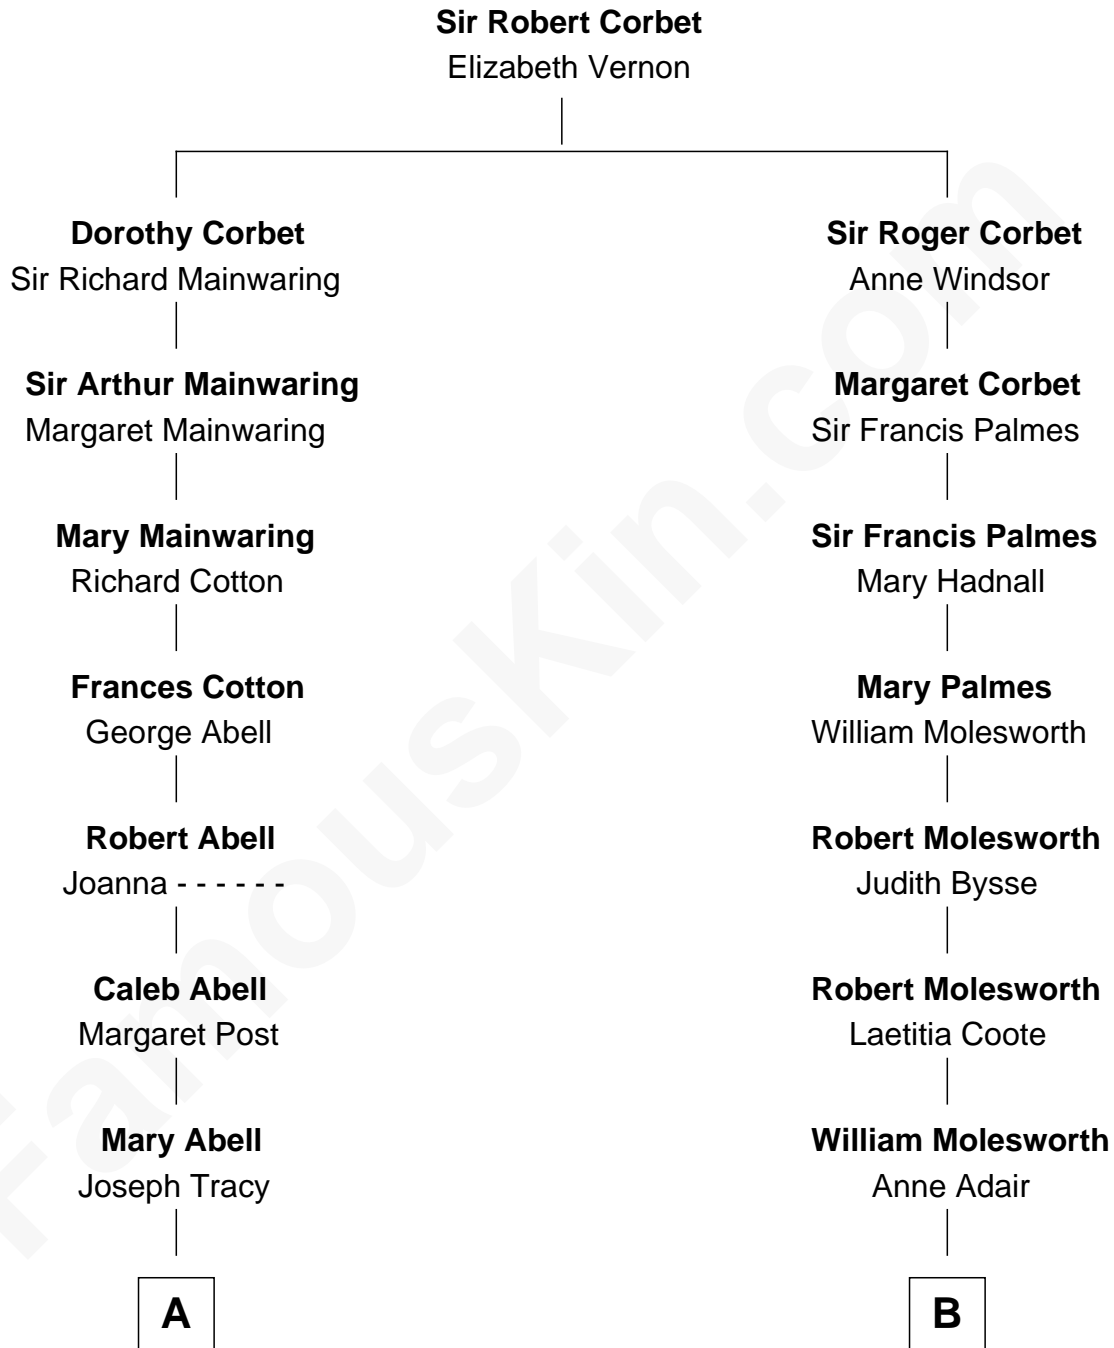 Sir Robert Corbet
Elizabeth Vernon
Dorothy Corbet
Sir Richard Mainwaring
Sir Roger Corbet
Anne Windsor
Sir Arthur Mainwaring
Margaret Mainwaring
Margaret Corbet
Sir Francis Palmes
Mary Mainwaring
Richard Cotton
Sir Francis Palmes
Mary Hadnall
Frances Cotton
George Abell
Mary Palmes
William Molesworth
Robert Abell
Joanna - - - - - -
Robert Molesworth
Judith Bysse
Caleb Abell
Margaret Post
Robert Molesworth
Laetitia Coote
Mary Abell
Joseph Tracy
William Molesworth
Anne Adair
A
B
FamousKin.com